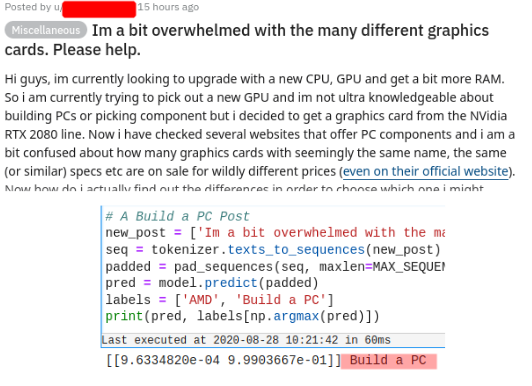 Posted by u/ 15 hours ago
Miscellaneous Im a bit overwhelmed with the many different graphics
cards. Please help.
Hi guys, im currently looking to upgrade with a new CPU, GPU and get a bit more RAM.
So i am currently trying to pick out a new GPU and im not ultra knowledgeable about
building PCs or picking component but i decided to get a graphics card from the NVidia
RTX 2080 line. Now i have checked several websites that offer PC components and i am a
bit confused about how many graphics cards with seemingly the same name, the same
(or similar) specs etc are on sale for wildly different prices (even on their official website).
Now how do i actually find out the differences in order to choose which one i might
# A Build a PC Post
new_post = ['Im a bit overwhelmed with the ma
seq = tokenizer.texts_to_sequences(new_post)
padded = pad_sequences(seq, maxlen=MAX_SEQUEN
pred = model.predict(padded)
labels = ['AMD', 'Build a PC']
print(pred, labels[np.argmax(pred)])
Last executed at 2020-08-28 10:21:42 in 60ms
[[9.6334820e-04 9.9903667e-01]] Build a PC